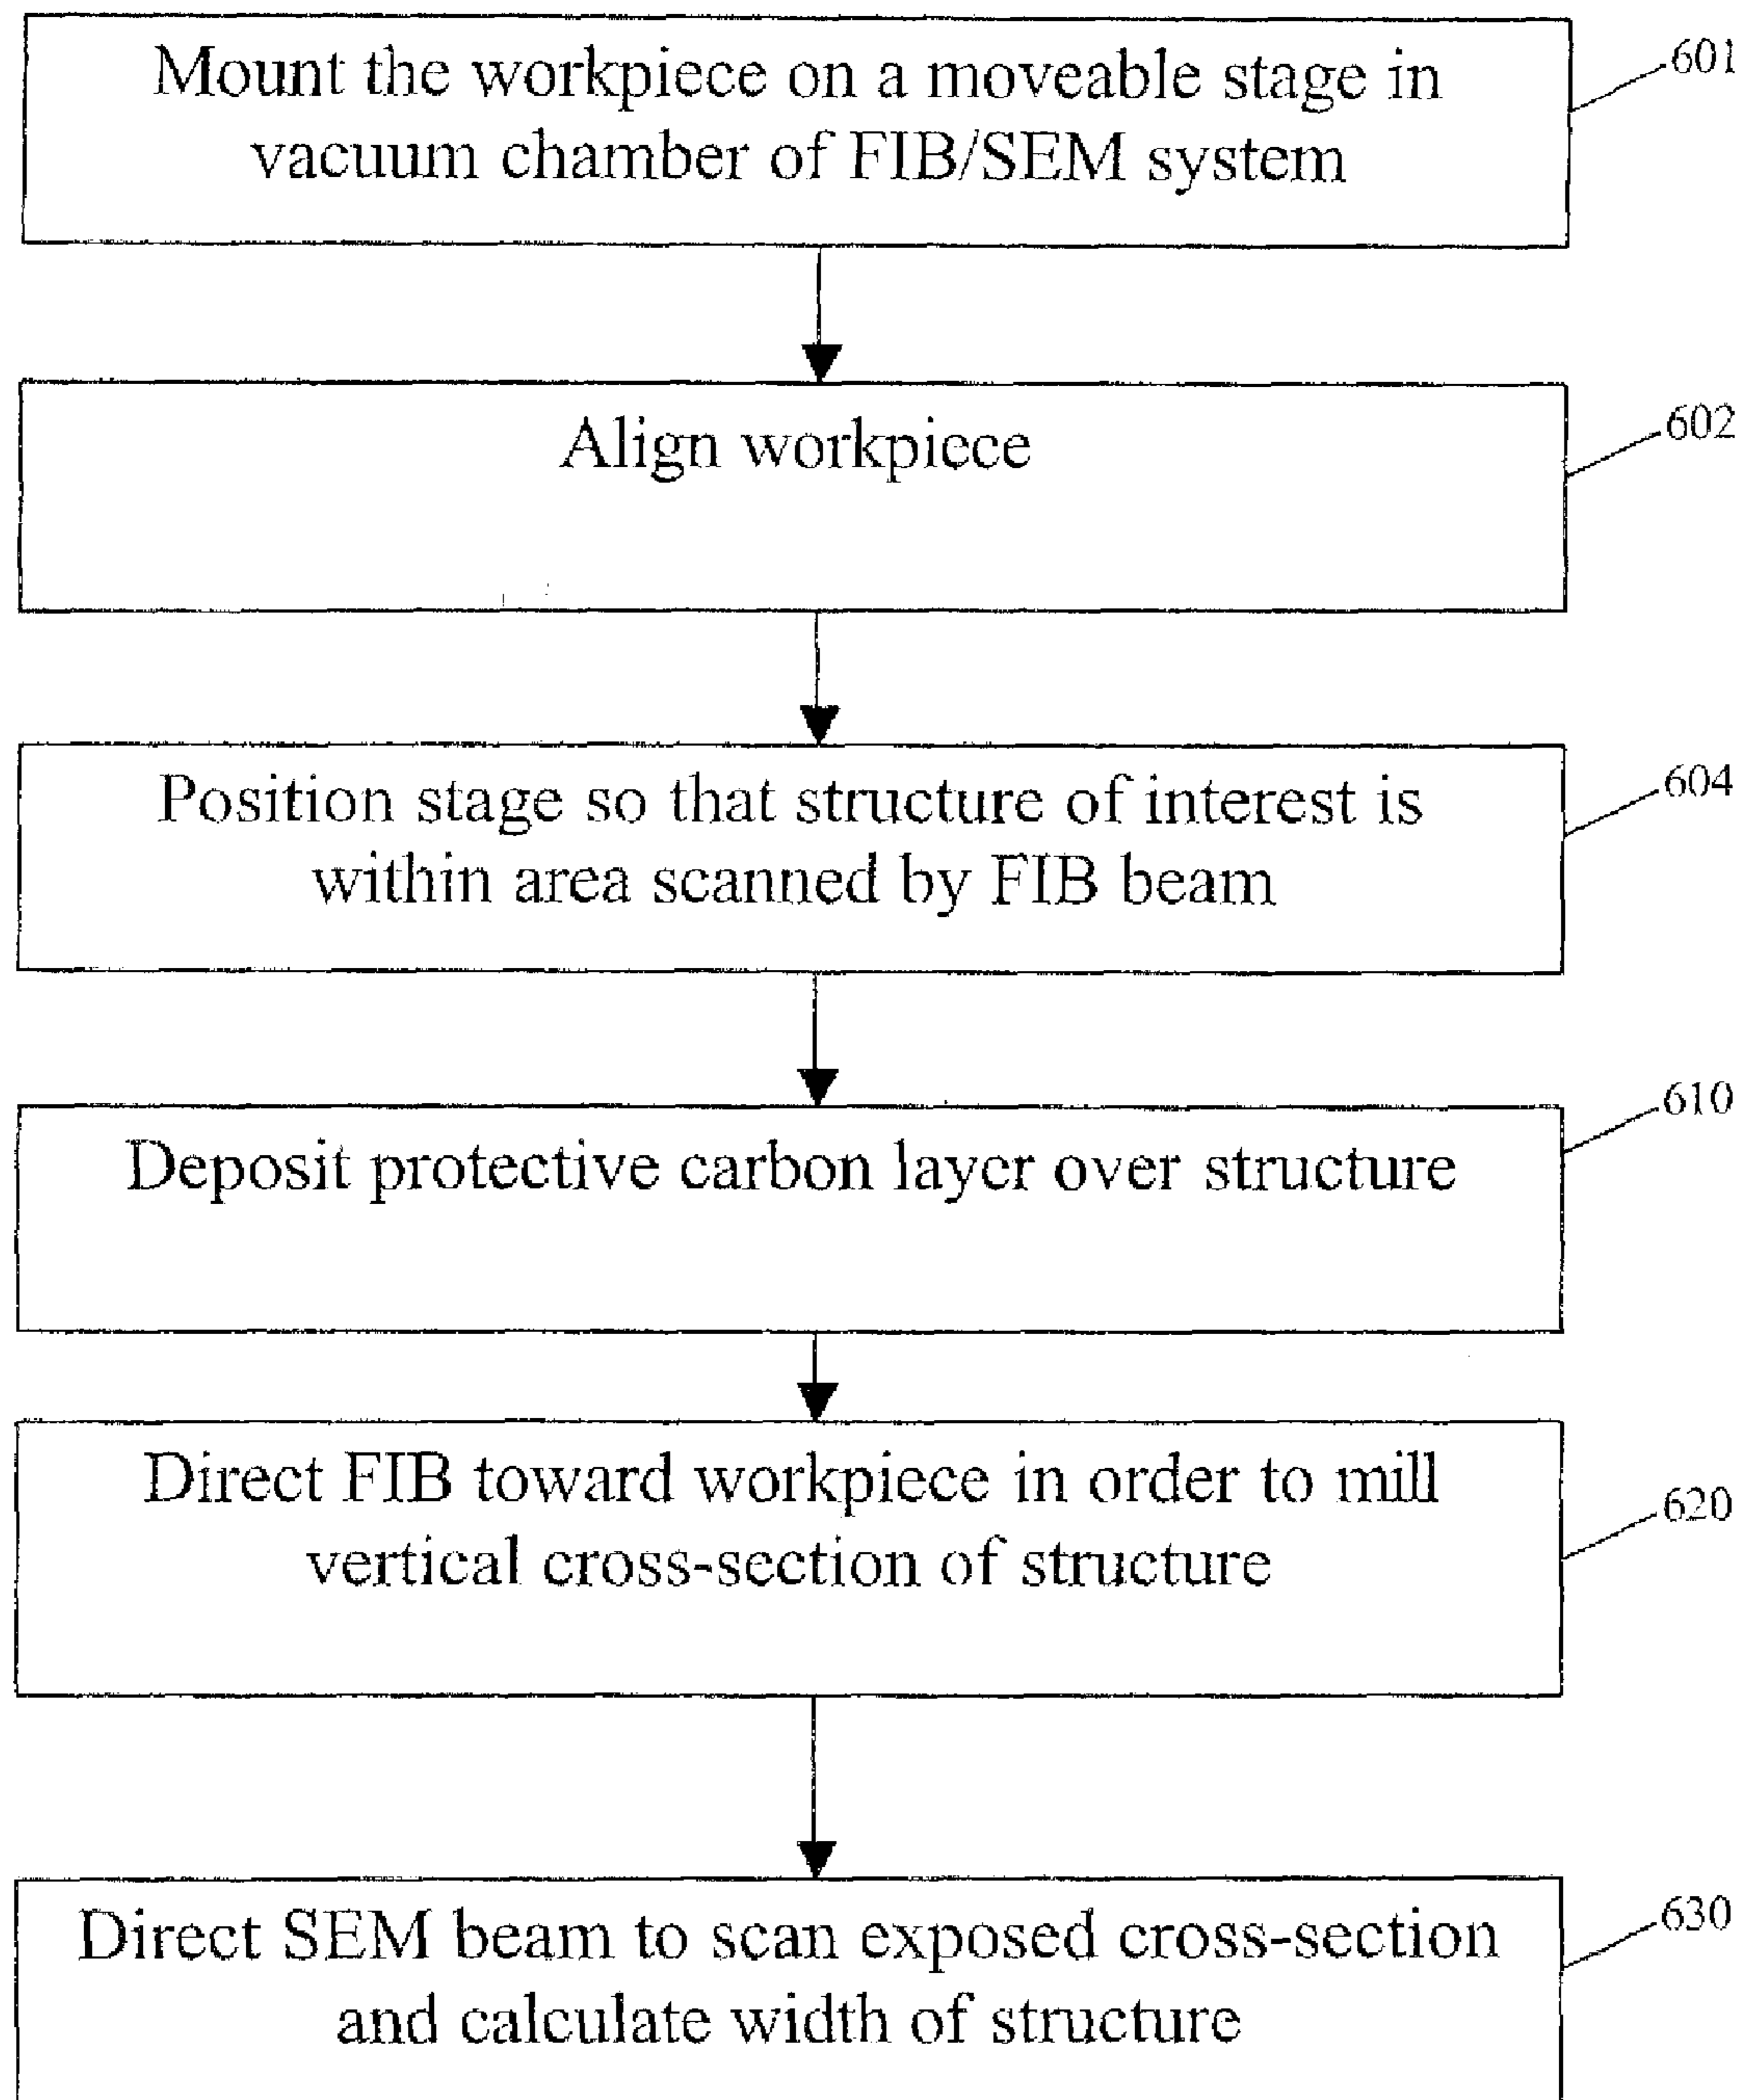 Mount the workpiece on a moveable stage in
vacuum chamber of FIB/SEM system
601
Align workpiece
602
Position stage so that structure of interest is
within area scanned by FIB beam
604
Deposit protective carbon layer over structure
610
Direct FIB toward workpiece in order to mill
vertical cross-section of structure
620
Direct SEM beam to scan exposed cross-section
and calculate width of structure
630